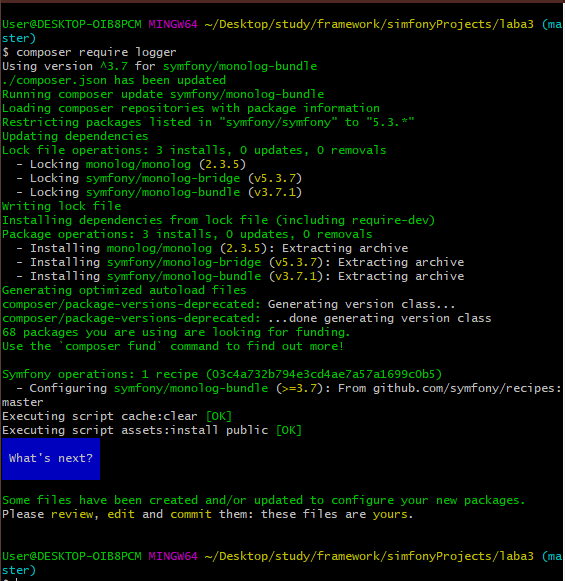 User@DESKTOP-OIB8PCM MINGW64 ~/Desktop/study/framework/simfonyProjects/laba3 (ma
ster)
$ composer require logger
Using version ^3.7 for symfony/monolog-bundle
./composer.json has been updated
Running composer update symfony/monolog-bundle
Loading composer repositories with package information
Restricting packages listed in "symfony/symfony" to "5.3.*"
Updating dependencies
Lock file operations: 3 installs, 0 updates, 0 removals
  - Locking monolog/monolog (2.3.5)
  - Locking symfony/monolog-bridge (v5.3.7)
  - Locking symfony/monolog-bundle (v3.7.1)
Writing lock file
Installing dependencies from lock file (including require-dev)
Package operations: 3 installs, 0 updates, 0 removals
  - Installing monolog/monolog (2.3.5): Extracting archive
  - Installing symfony/monolog-bridge (v5.3.7): Extracting archive
  - Installing symfony/monolog-bundle (v3.7.1): Extracting archive
Generating optimized autoload files
composer/package-versions-deprecated: Generating version class...
composer/package-versions-deprecated: ...done generating version class
68 packages you are using are looking for funding.
Use the `composer fund` command to find out more!
Symfony operations: 1 recipe (03c4a732b794e3cd4ae7a57a1699c0b5)
  - Configuring symfony/monolog-bundle (>=3.7): From github.com/symfony/recipes:
master
Executing script cache:clear [OK]
Executing script assets:install public [OK]
What's next?
Some files have been created and/or updated to configure your new packages.
Please review, edit and commit them: these files are yours.
User@DESKTOP-OIB8PCM MINGW64 ~/Desktop/study/framework/simfonyProjects/laba3 (ma
ster)